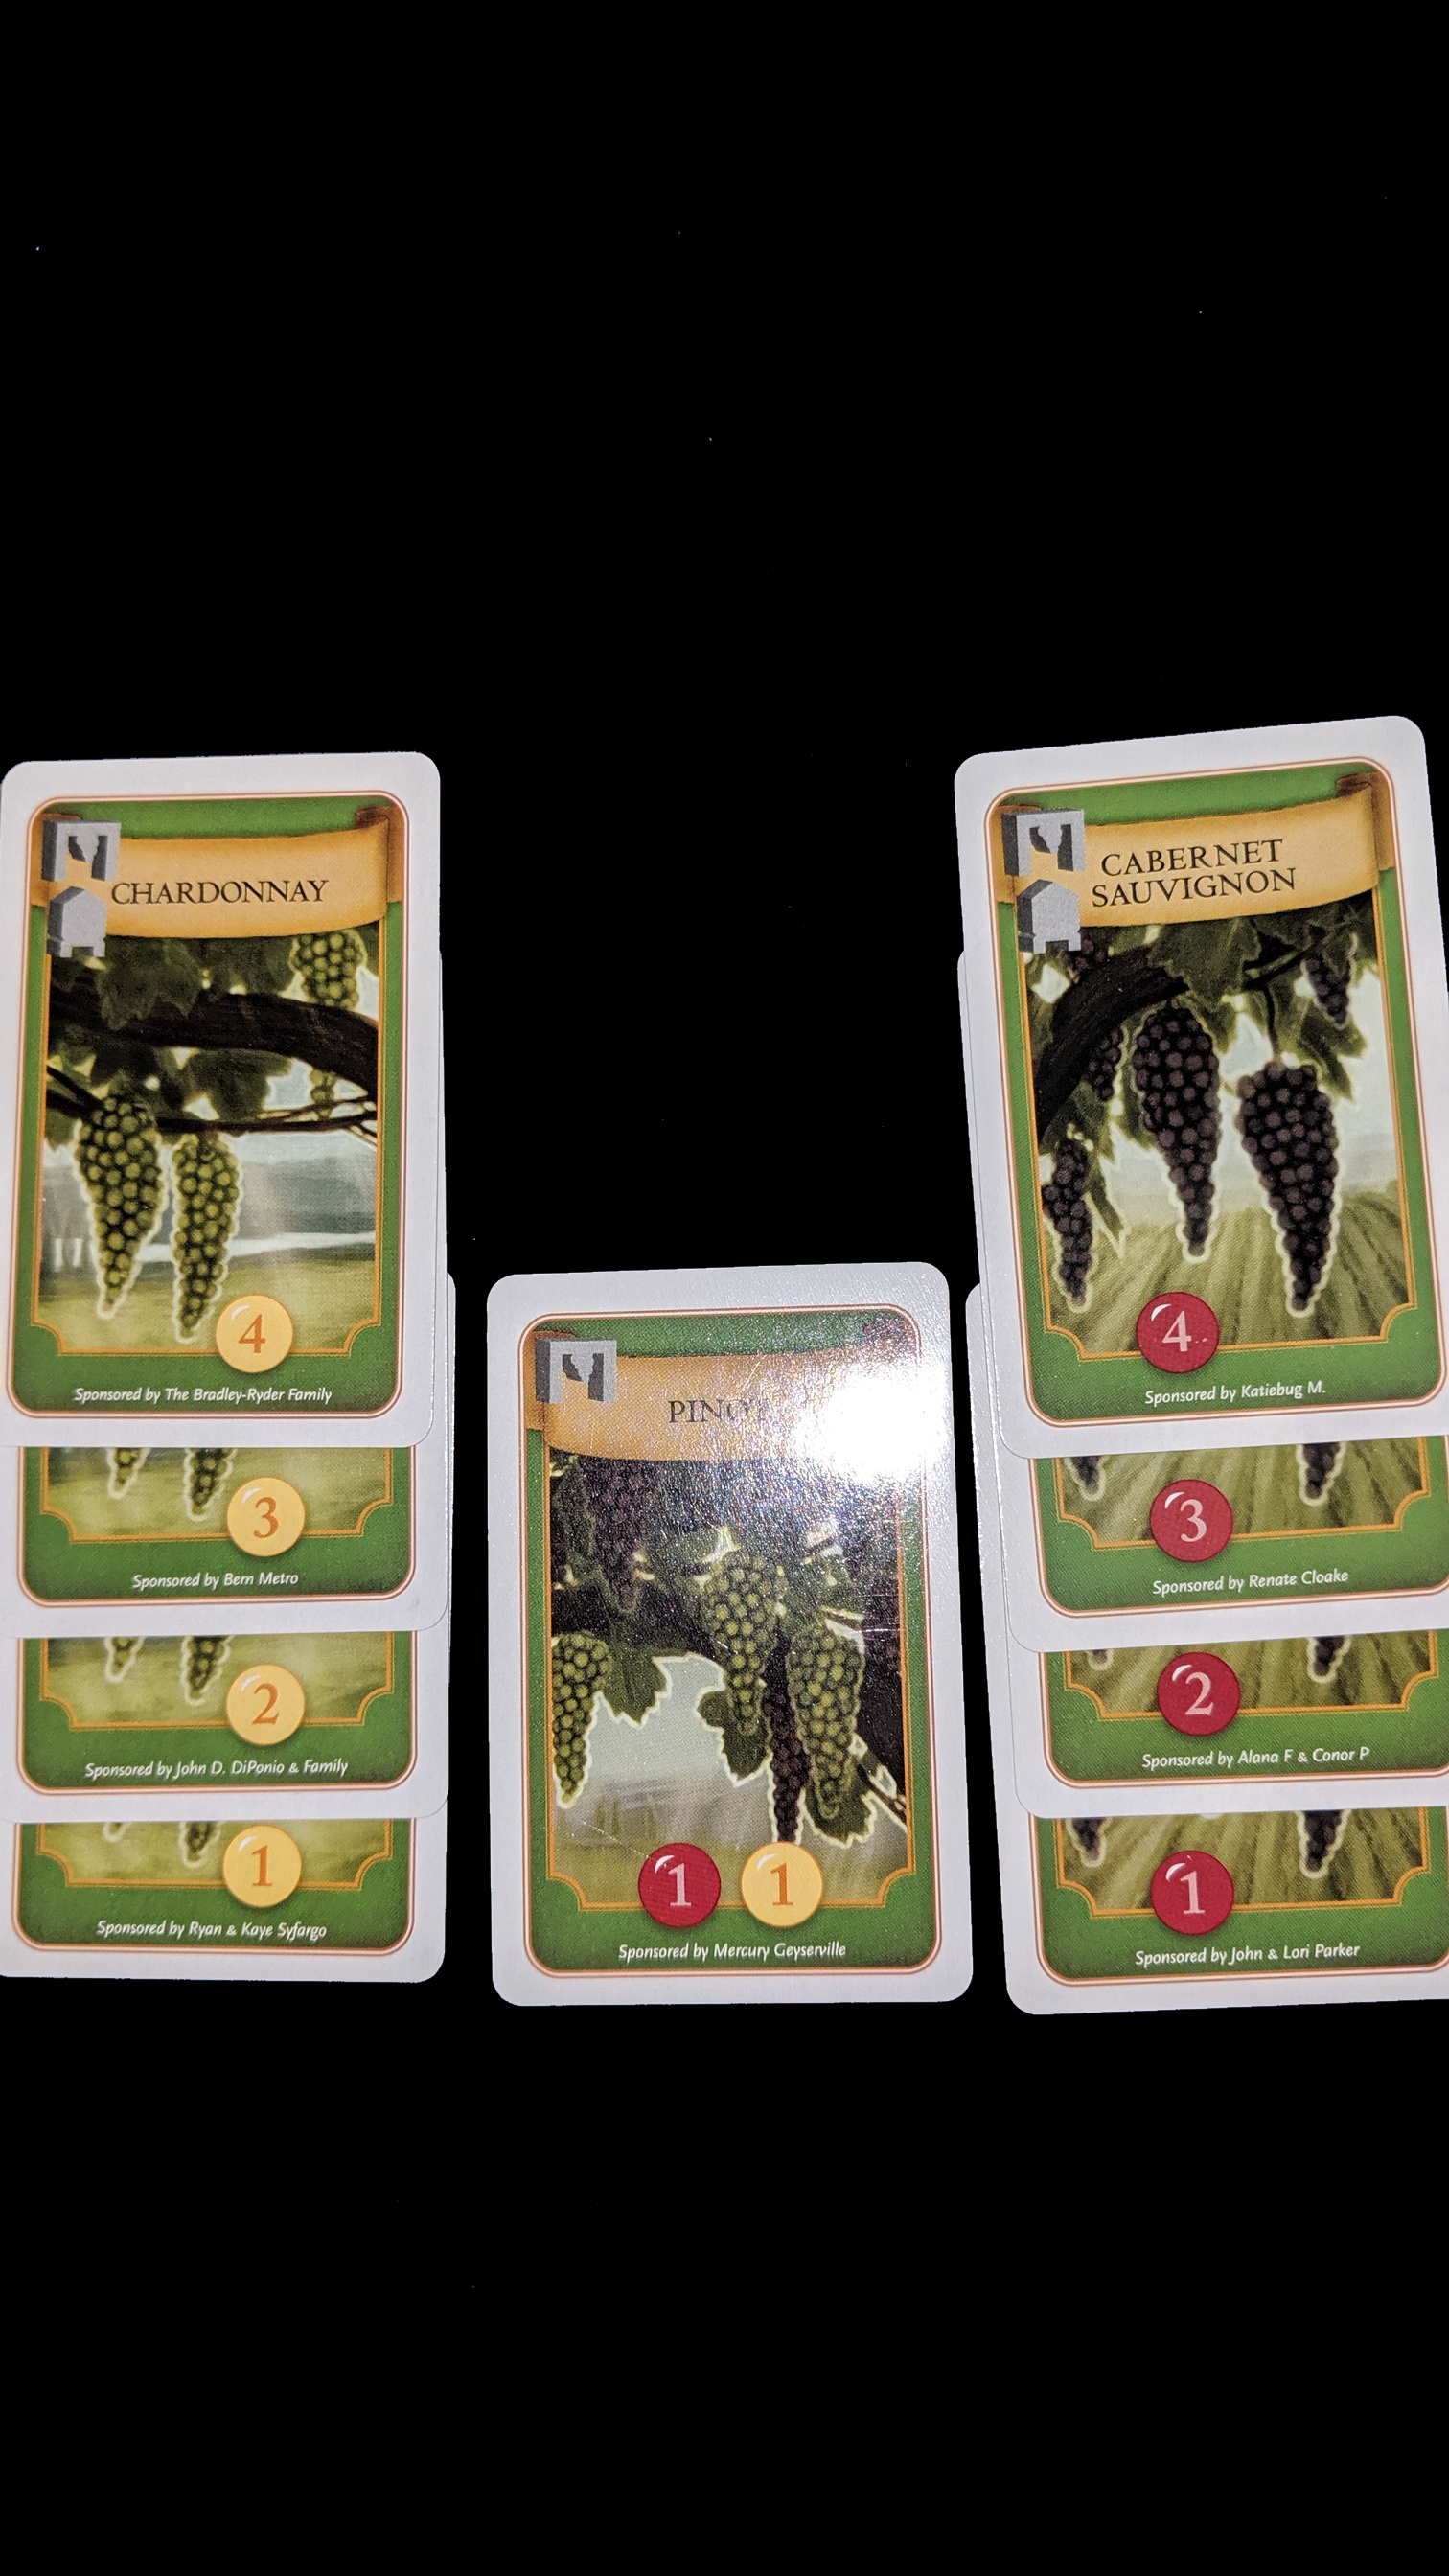 CHARDONNAY
4
Sponsored by The Bradley-Ryder Family
3
Sponsored by Bern Metro
2
Sponsored by John D. DiPonio & Family
1
Sponsored by Ryan & Kaye Syfargo
PINOT
1 1
Sponsored by Mercury Geyserville
CABERNET
SAUVIGNON
4
Sponsored by Katiebug M.
3
Sponsored by Renate Cloake
2
Sponsored by Alana F & Conor P
1
Sponsored by John & Lori Parker